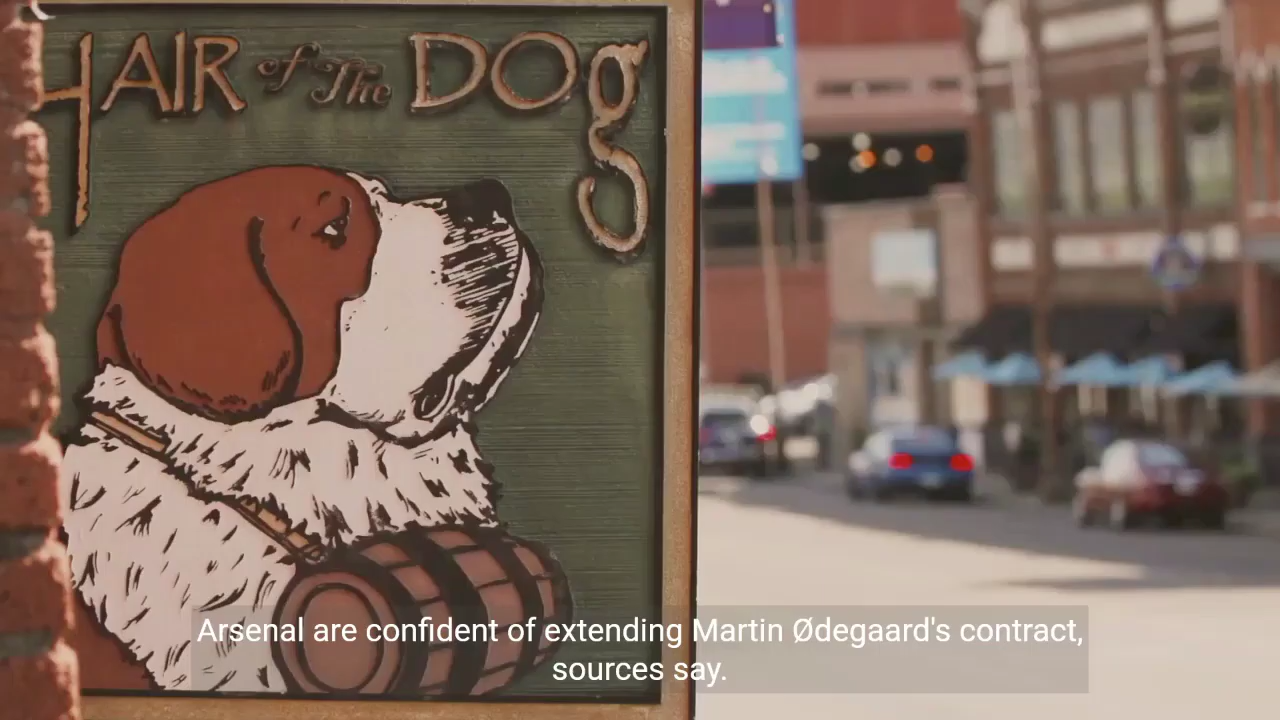 HAIR of The DOg
Arsenal are confident of extending Martin Ødegaard's contract,
sources say.